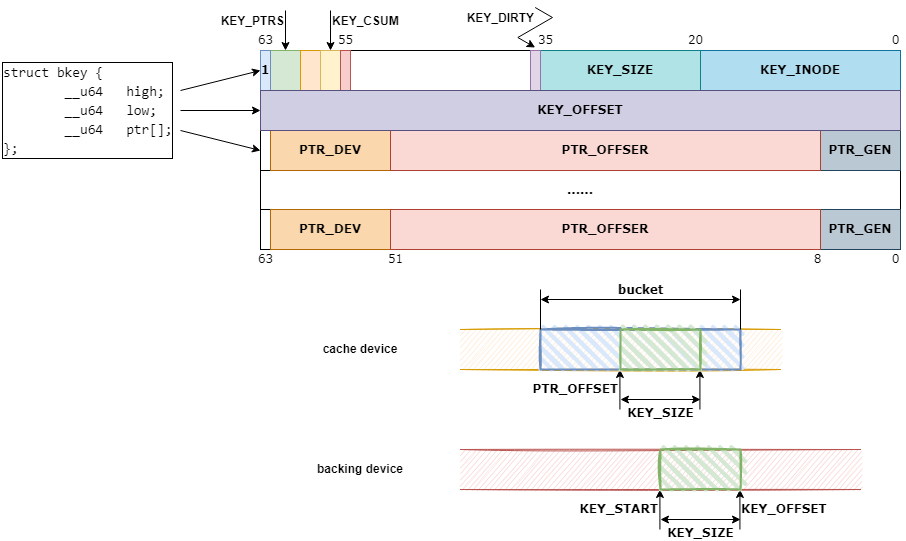 KEY_PTRS KEY_CSUM KEY_DIRTY
63 55 35 20 0
struct bkey {
__u64 high;
__u64 low;
__u64 ptr[];
};
1 KEY_SIZE KEY_INODE
KEY_OFFSET
PTR_DEV PTR_OFFSER PTR_GEN
......
PTR_DEV PTR_OFFSER PTR_GEN
63 51 8 0
bucket
cache device
PTR_OFFSET
KEY_SIZE
backing device
KEY_START KEY_OFFSET
KEY_SIZE